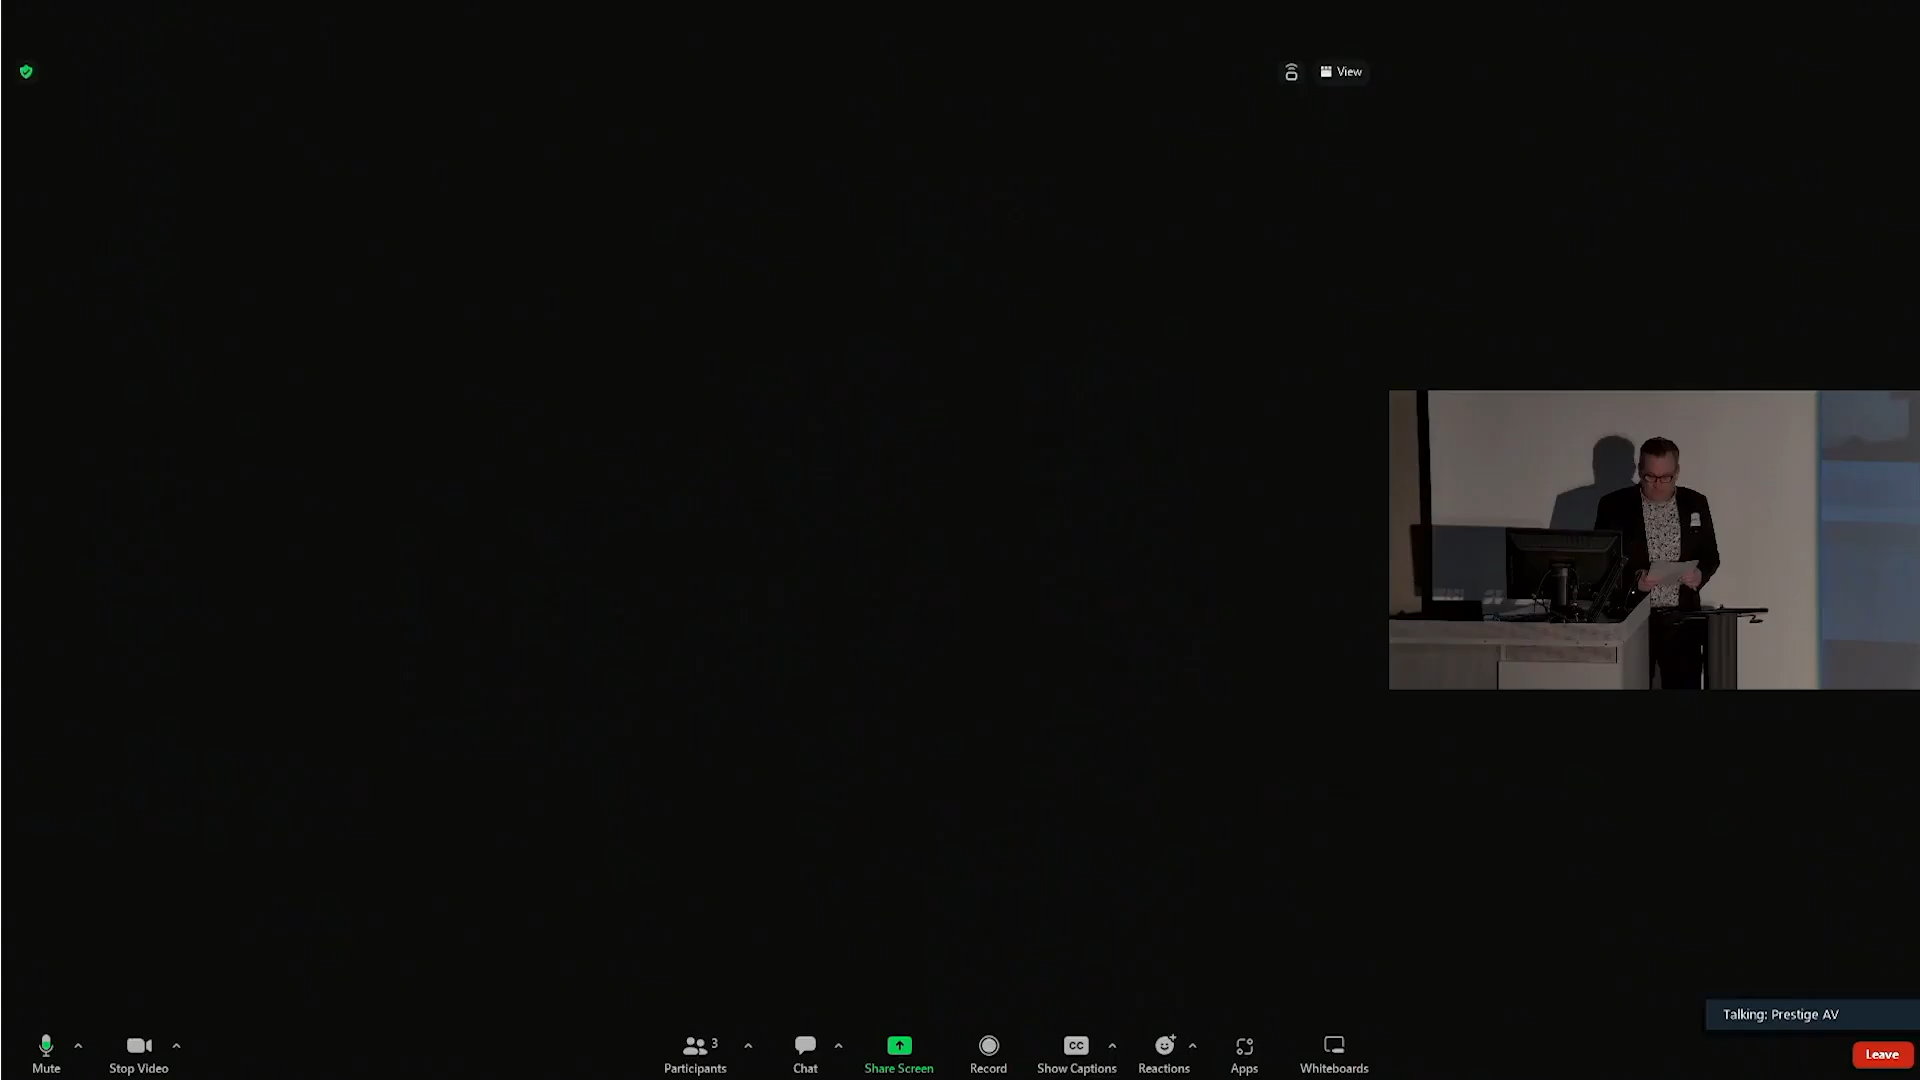 View
Talking: Prestige AV
Mute
Stop Video
3
Participants
Chat
Share Screen
Record
CC
Show Captions
Reactions
Apps
Whiteboards
Leave